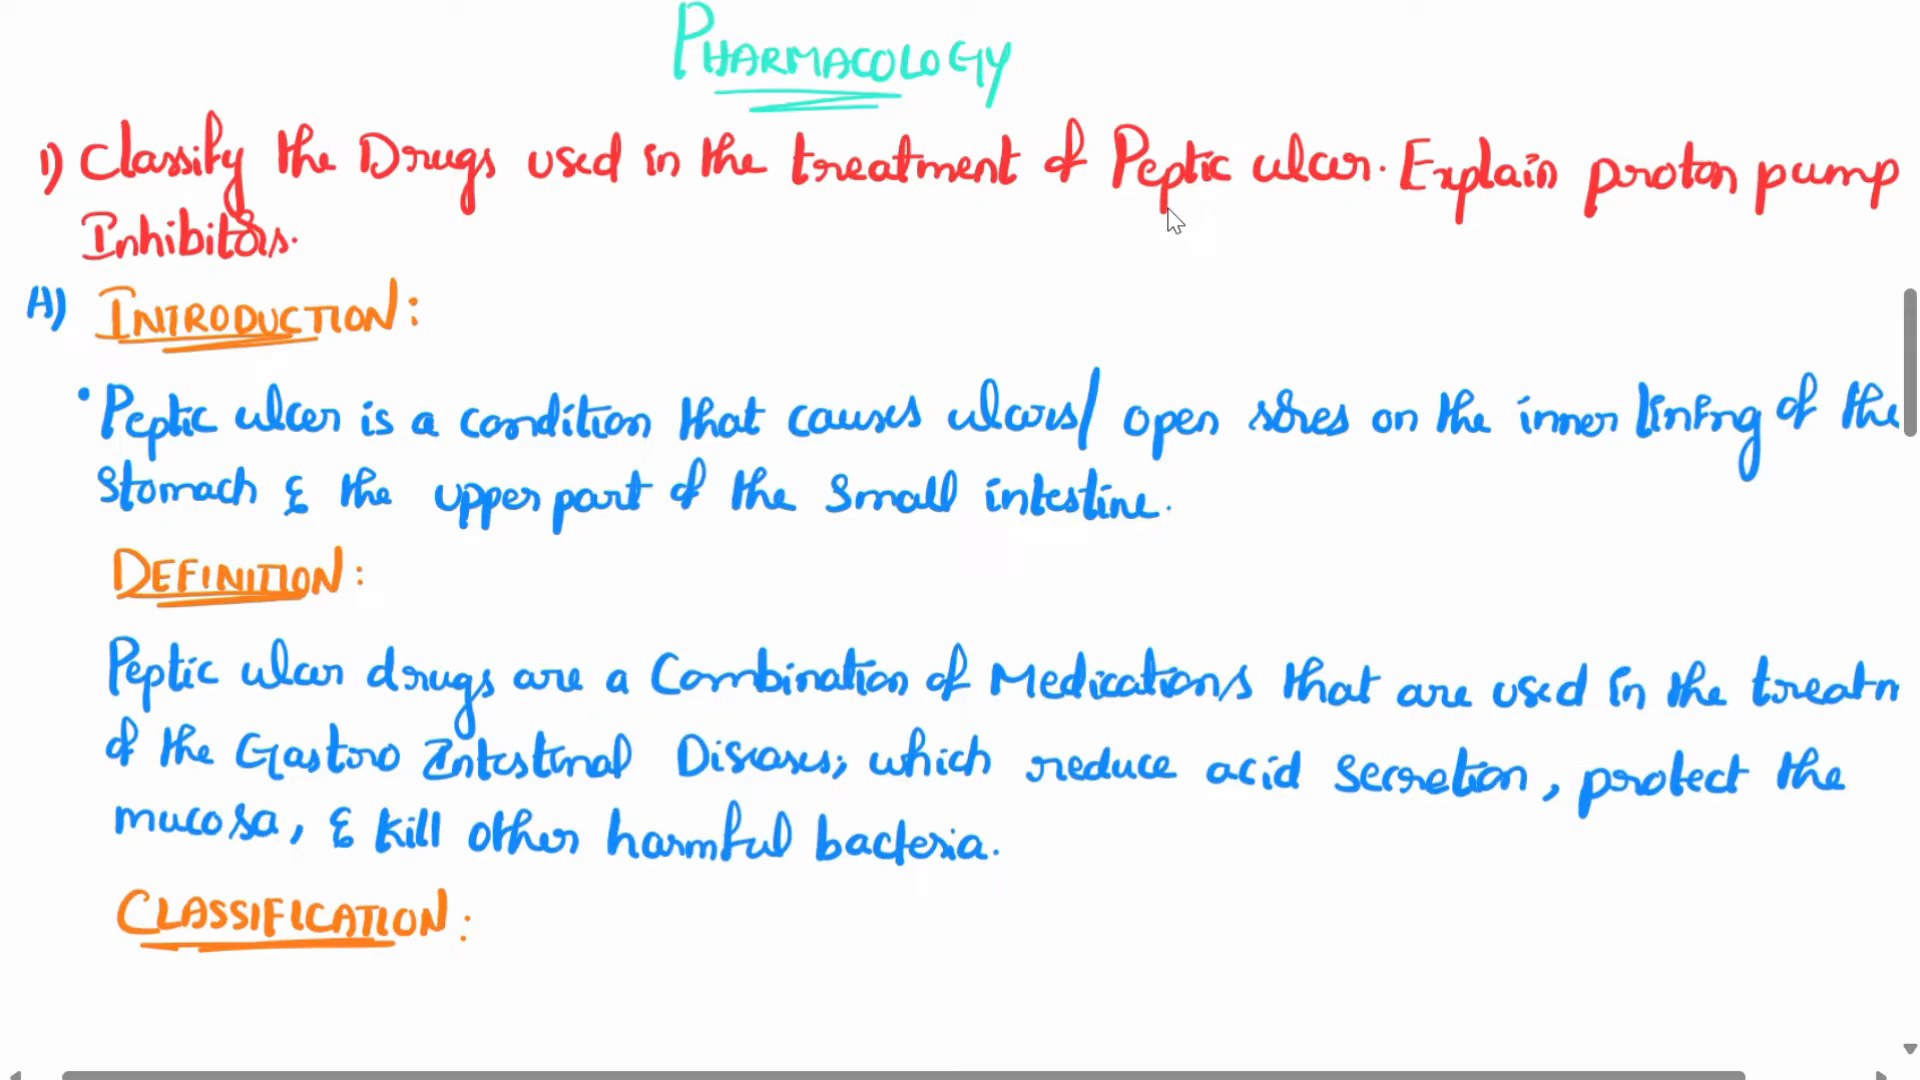 PHARMACOLOGY
1) Classify the Drugs used in the treatment of Peptic ulcer. Explain proton pump
Inhibitors.
A) INTRODUCTION:
• Peptic ulcer is a condition that causes ulcers/ open sores on the inner linfng of the
Stomach & the upper part of the small intestine.
DEFINITION:
Peptic ulcer drugs are a Combination of Medications that are used in the treatm
of the Gastro Intestinal Diseases; which reduce acid secretion, protect the
mucosa, & kill other harmful bacteria.
CLASSIFICATION: